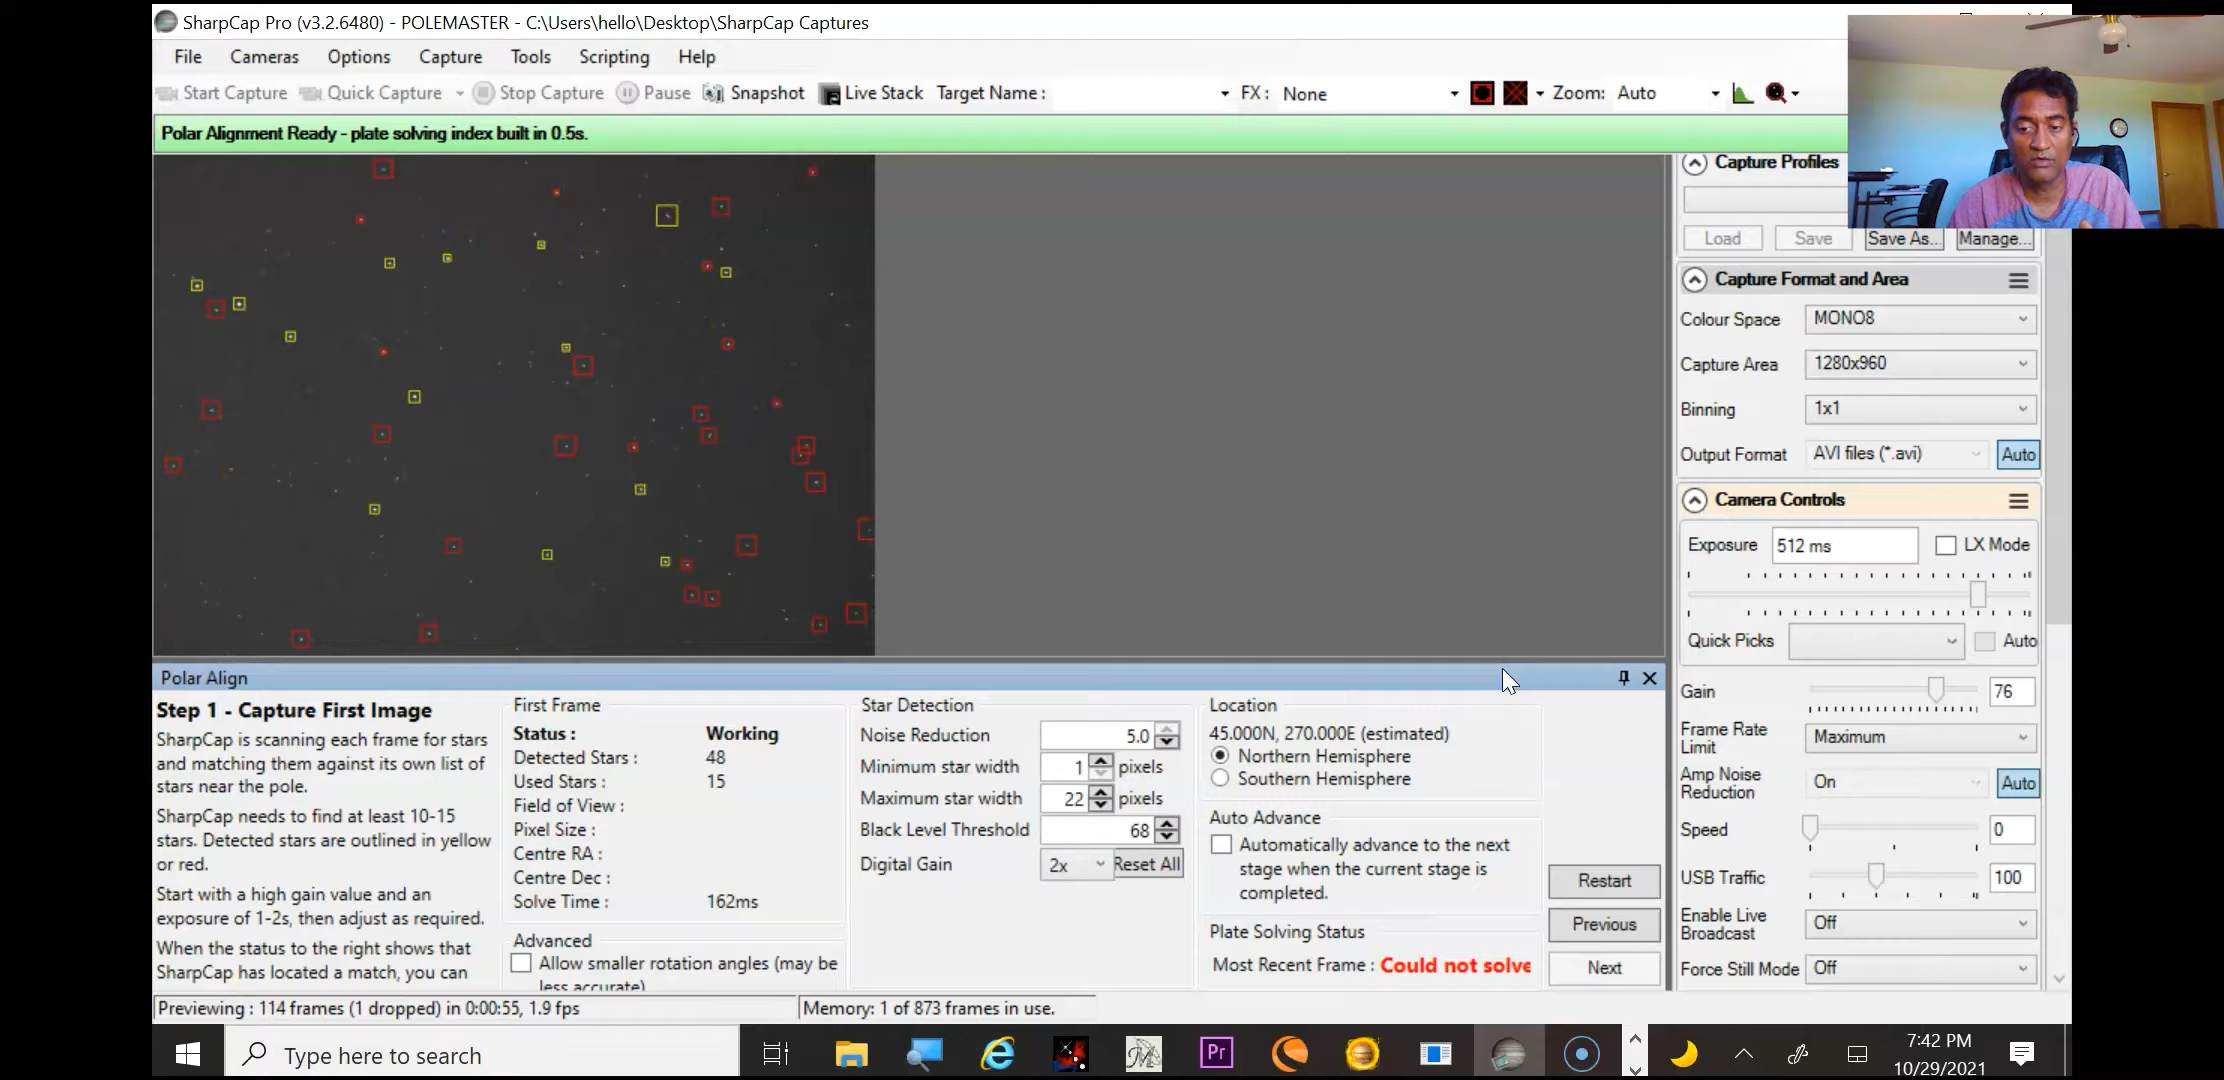 SharpCap Pro (v3.2.6480) - POLEMASTER - C:\Users\hello\Desktop\SharpCap Captures
File Cameras Options Capture Tools Scripting Help
Start Capture Quick Capture Stop Capture Pause Snapshot Live Stack Target Name : FX : None Zoom: Auto
Polar Alignment Ready - plate solving index built in 0.5s.
Capture Profiles
Load Save Save As... Manage...
Capture Format and Area
Colour Space MONO8
Capture Area 1280x960
Binning 1x1
Output Format AVI files (*.avi) Auto
Camera Controls
Exposure 512 ms LX Mode
Quick Picks Auto
Gain 76
Frame Rate
Limit
Maximum
Amp Noise
Reduction
On Auto
Speed 0
USB Traffic 100
Enable Live
Broadcast
Off
Force Still Mode Off
Polar Align
Step 1 - Capture First Image
SharpCap is scanning each frame for stars
and matching them against its own list of
stars near the pole.
SharpCap needs to find at least 10-15
stars. Detected stars are outlined in yellow
or red.
Start with a high gain value and an
exposure of 1-2s, then adjust as required.
When the status to the right shows that
SharpCap has located a match, you can
First Frame
Status : Working
Detected Stars : 48
Used Stars : 15
Field of View :
Pixel Size :
Centre RA :
Centre Dec :
Solve Time : 162ms
Advanced
Allow smaller rotation angles (may be
less accurate)
Star Detection
Noise Reduction 5.0
Minimum star width 1 pixels
Maximum star width 22 pixels
Black Level Threshold 68
Digital Gain 2x Reset All
Location
45.000N, 270.000E (estimated)
Northern Hemisphere
Southern Hemisphere
Auto Advance
Automatically advance to the next
stage when the current stage is
completed.
Plate Solving Status
Most Recent Frame : Could not solve
Restart
Previous
Next
Previewing : 114 frames (1 dropped) in 0:00:55, 1.9 fps Memory: 1 of 873 frames in use.
Type here to search
Pr
7:42 PM
10/29/2021